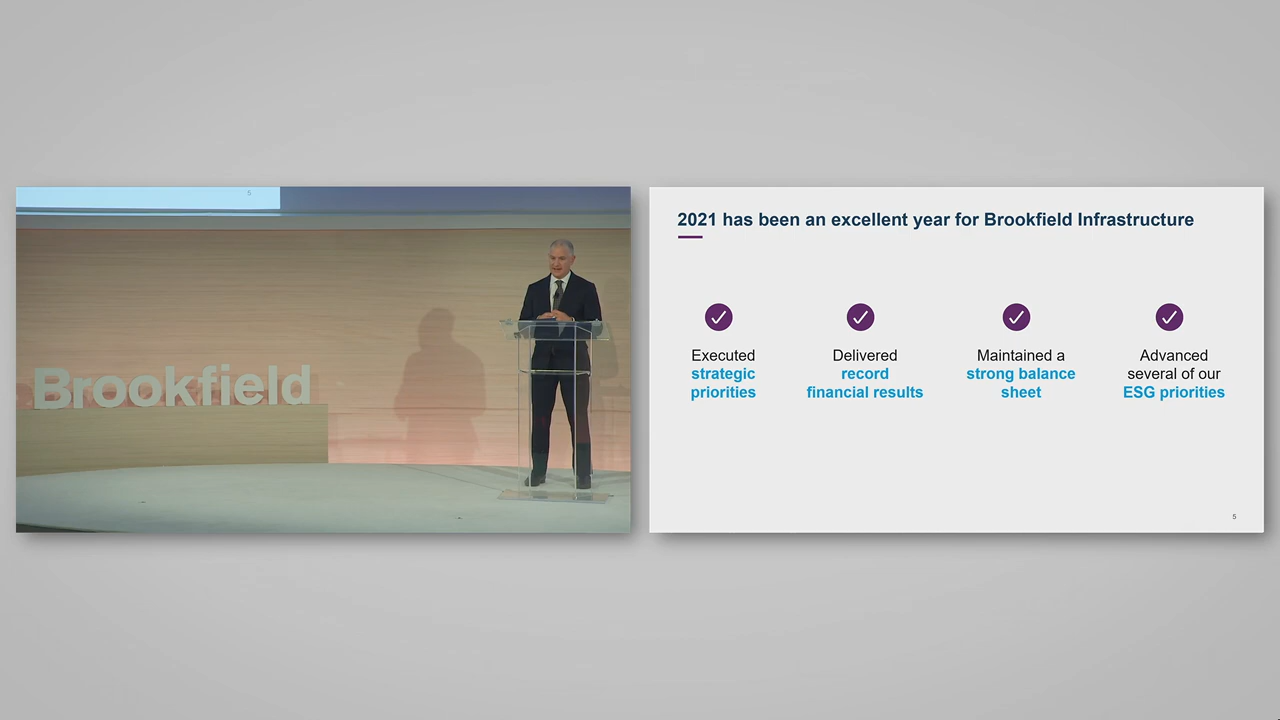 5
Brookfield
2021 has been an excellent year for Brookfield Infrastructure
Executed
strategic
priorities
Delivered
record
financial results
Maintained a
strong balance
sheet
Advanced
several of our
ESG priorities
5